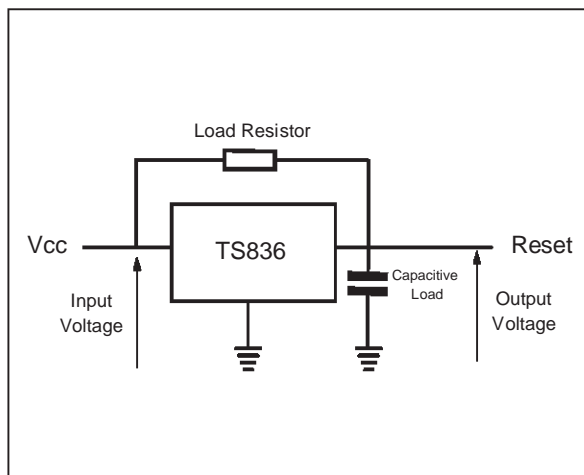 Load Resistor
Vcc
TS836
Reset
Capacitive
Load
Input
Voltage
Output
Voltage